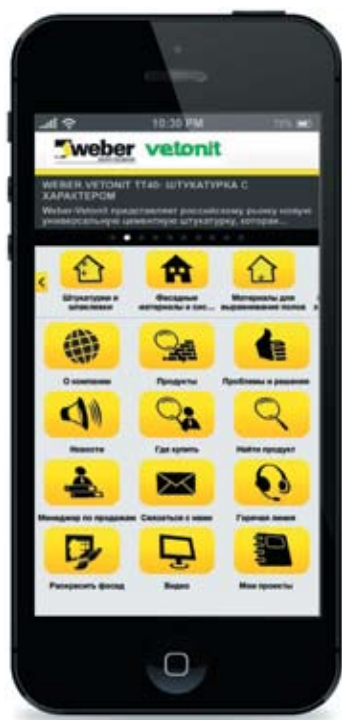 10:30 PM
weber vetonit
WEBER.VETONIT TT40: ШТУКАТУРКА С
ХАРАКТЕРОМ
Weber-Vetonit представляет российскому рынку новую
универсальную цементную штукатурку, которая...
Штукатурки и шпаклевки
Фасадные материалы и сис...
Материалы для выравнивания полов
О компании
Продукты
Проблемы и решения
Новости
Где купить
Найти продукт
Менеджер по продажам
Связаться с нами
Горячая линия
Раскрасить фасад
Видео
Мои проекты